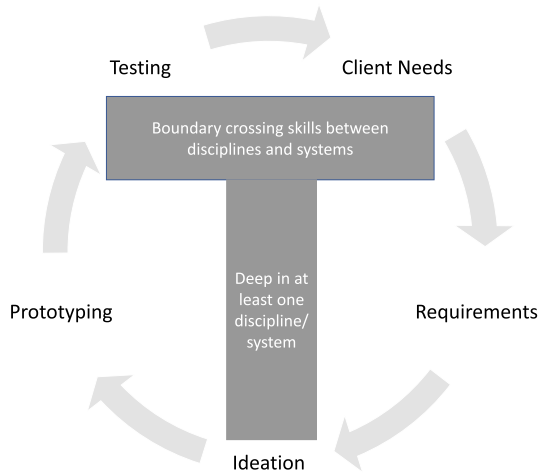 Testing
Client Needs
Boundary crossing skills between
disciplines and systems
Deep in at
least one
discipline/
system
Prototyping
Requirements
Ideation